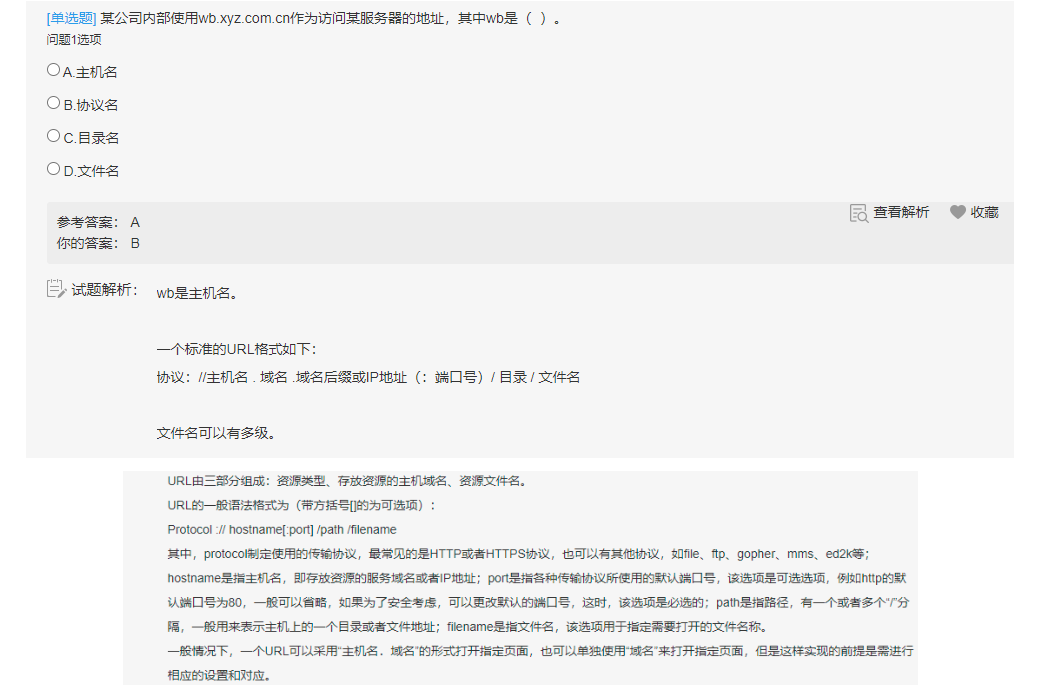 [单选题] 某公司内部使用wb.xyz.com.cn作为访问某服务器的地址，其中wb是（ ）。
问题1选项
A.主机名
B.协议名
C.目录名
D.文件名
查看解析 收藏
参考答案： A
你的答案： B
试题解析： wb是主机名。
一个标准的URL格式如下：
协议：//主机名 . 域名 .域名后缀或IP地址（：端口号）/ 目录 / 文件名
文件名可以有多级。
URL由三部分组成：资源类型、存放资源的主机域名、资源文件名。
URL的一般语法格式为（带方括号[]的为可选项）：
Protocol :// hostname[:port] /path /filename
其中，protocol制定使用的传输协议，最常见的是HTTP或者HTTPS协议，也可以有其他协议，如file、ftp、gopher、mms、ed2k等；
hostname是指主机名，即存放资源的服务域名或者IP地址；port是指各种传输协议所使用的默认端口号，该选项是可选选项，例如http的默
认端口号为80，一般可以省略，如果为了安全考虑，可以更改默认的端口号，这时，该选项是必选的；path是指路径，有一个或者多个“/”分
隔，一般用来表示主机上的一个目录或者文件地址；filename是指文件名，该选项用于指定需要打开的文件名称。
一般情况下，一个URL可以采用“主机名．域名”的形式打开指定页面，也可以单独使用“域名”来打开指定页面，但是这样实现的前提是需进行
相应的设置和对应。